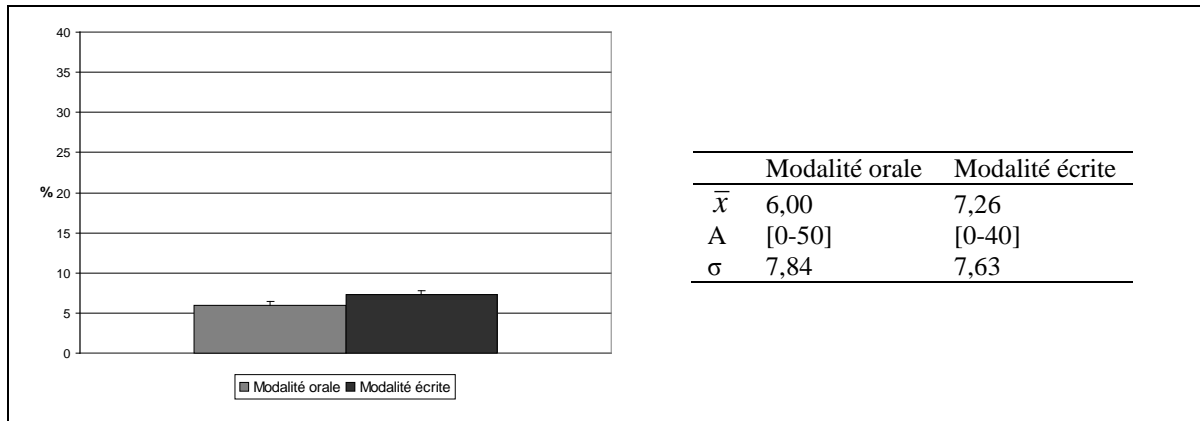 40
35
30
25
% 20
15
10
5
0
Modalité orale Modalité écrite
Modalité orale Modalité écrite
x̅ 6,00 7,26
A [0-50] [0-40]
σ 7,84 7,63